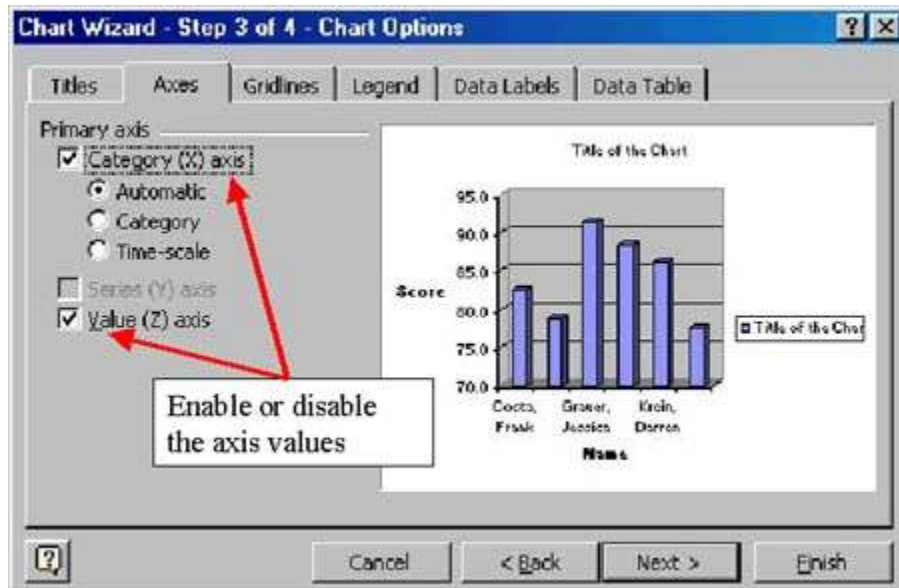 Chart Wizard - Step 3 of 4 - Chart Options
Titles
Axes
Gridlines
Legend
Data Labels
Data Table
Primary axis
Category (X) axis
Automatic
Category
Time-scale
Series (Y) axis
Value (Z) axis
Enable or disable
the axis values
Title of the Chart
95.0
90.0
85.0
80.0
75.0
70.0
Score
Frank
Jessica
Darren
Name
Title of the Char
Cancel
< Back
Next >
Finish